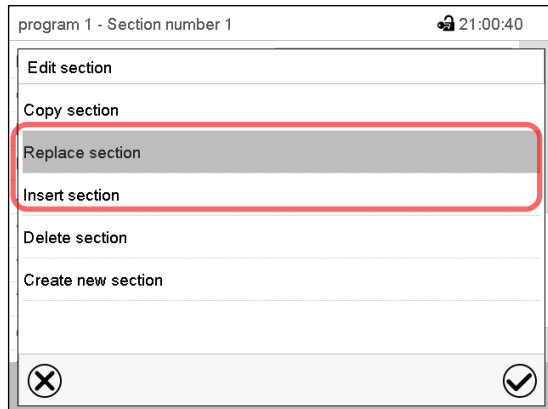 program 1 - Section number 1 21:00:40
Edit section
Copy section
Replace section
Insert section
Delete section
Create new section